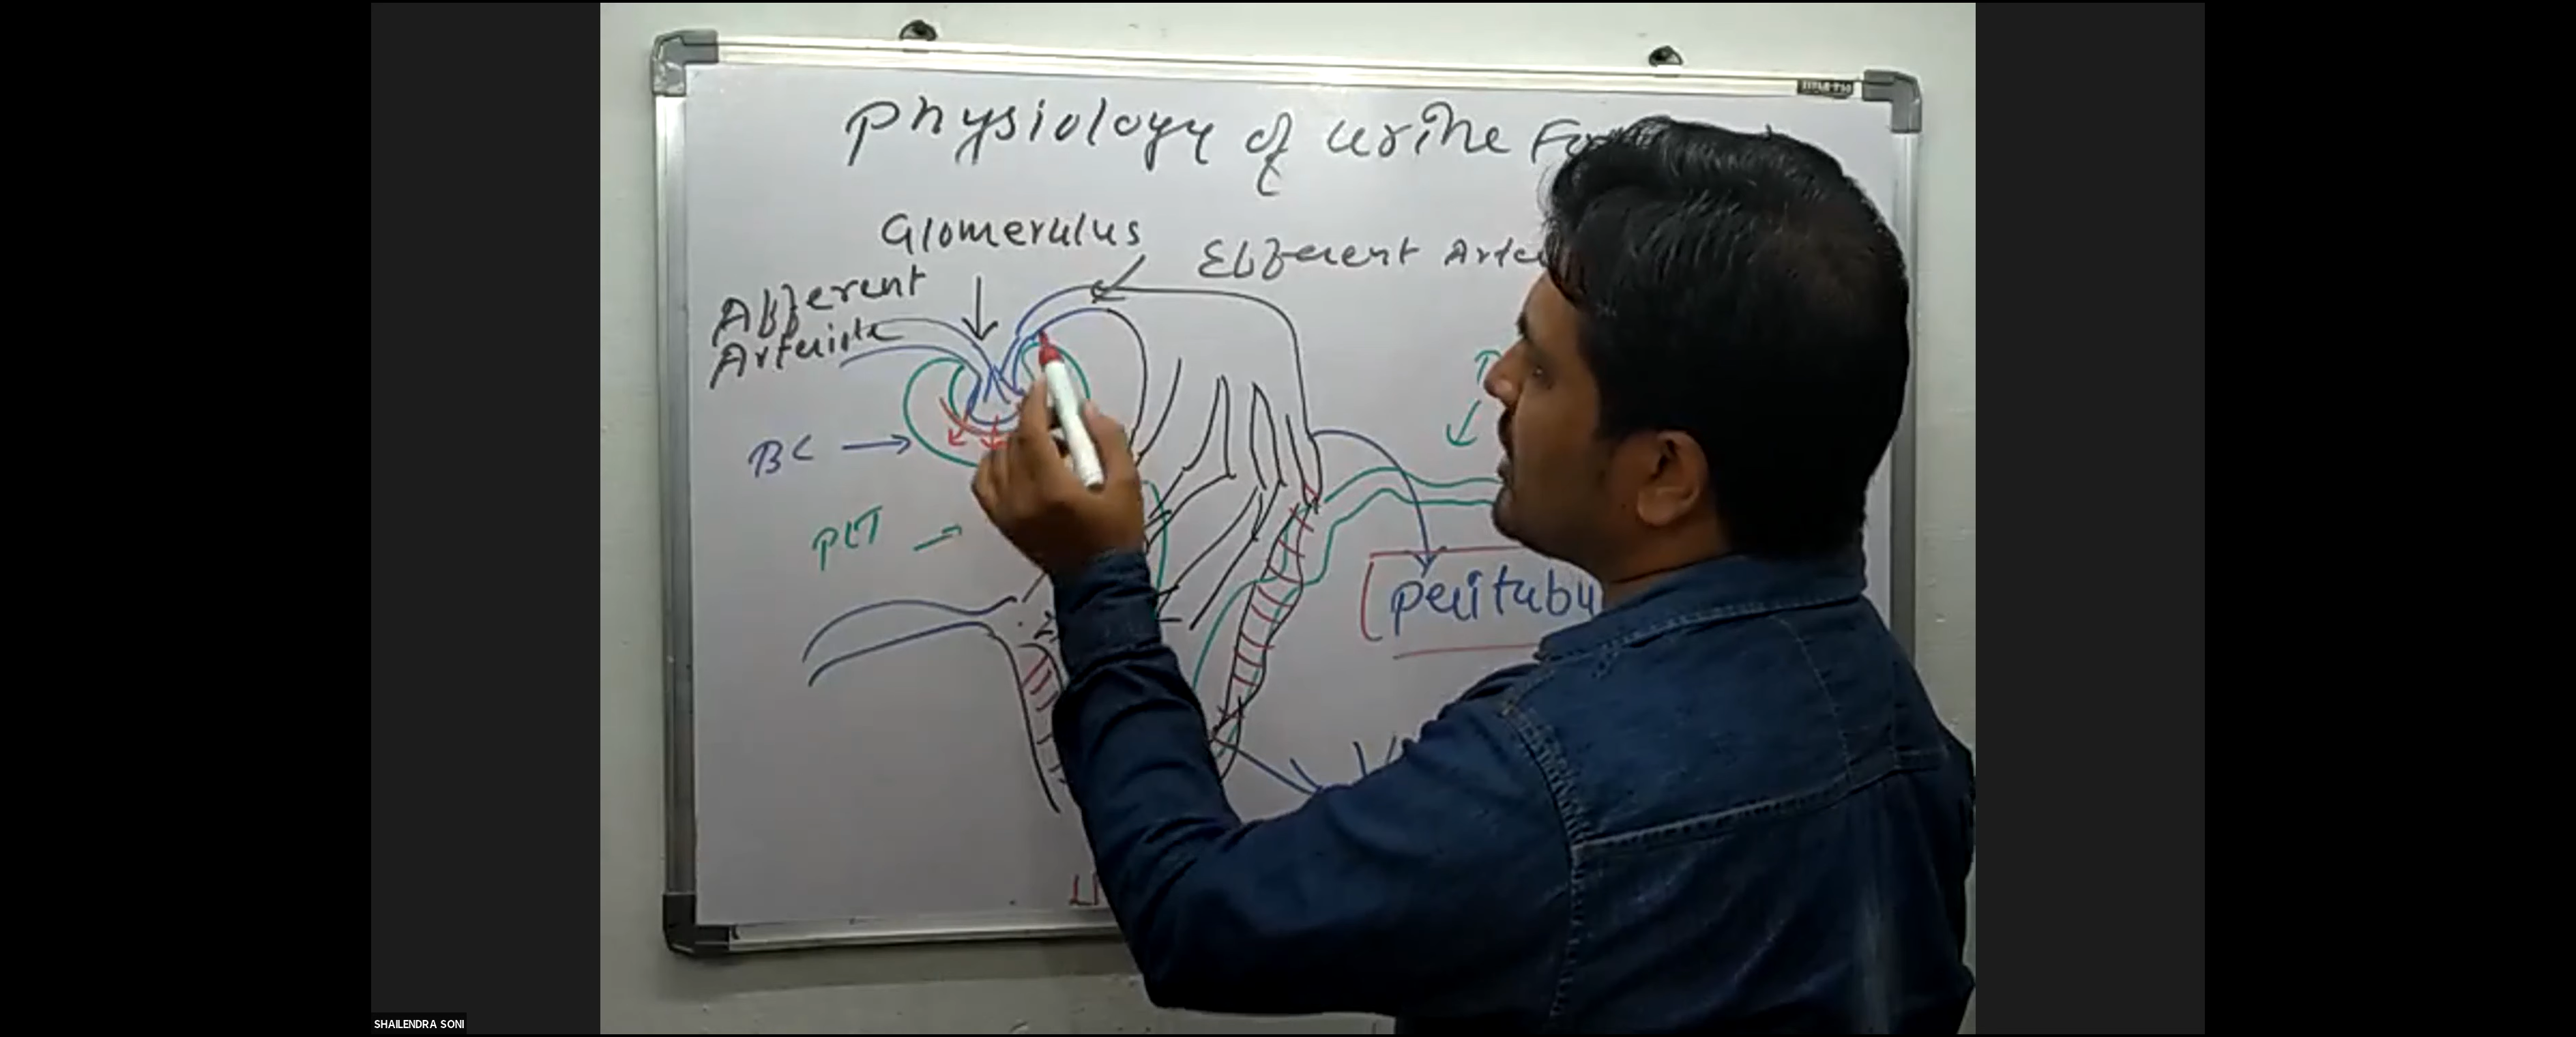 Physiology of urine
Glomerulus
Efferent
Afferent
Arteriole
BC
PCT
peritubu
SHAILENDRA SONI